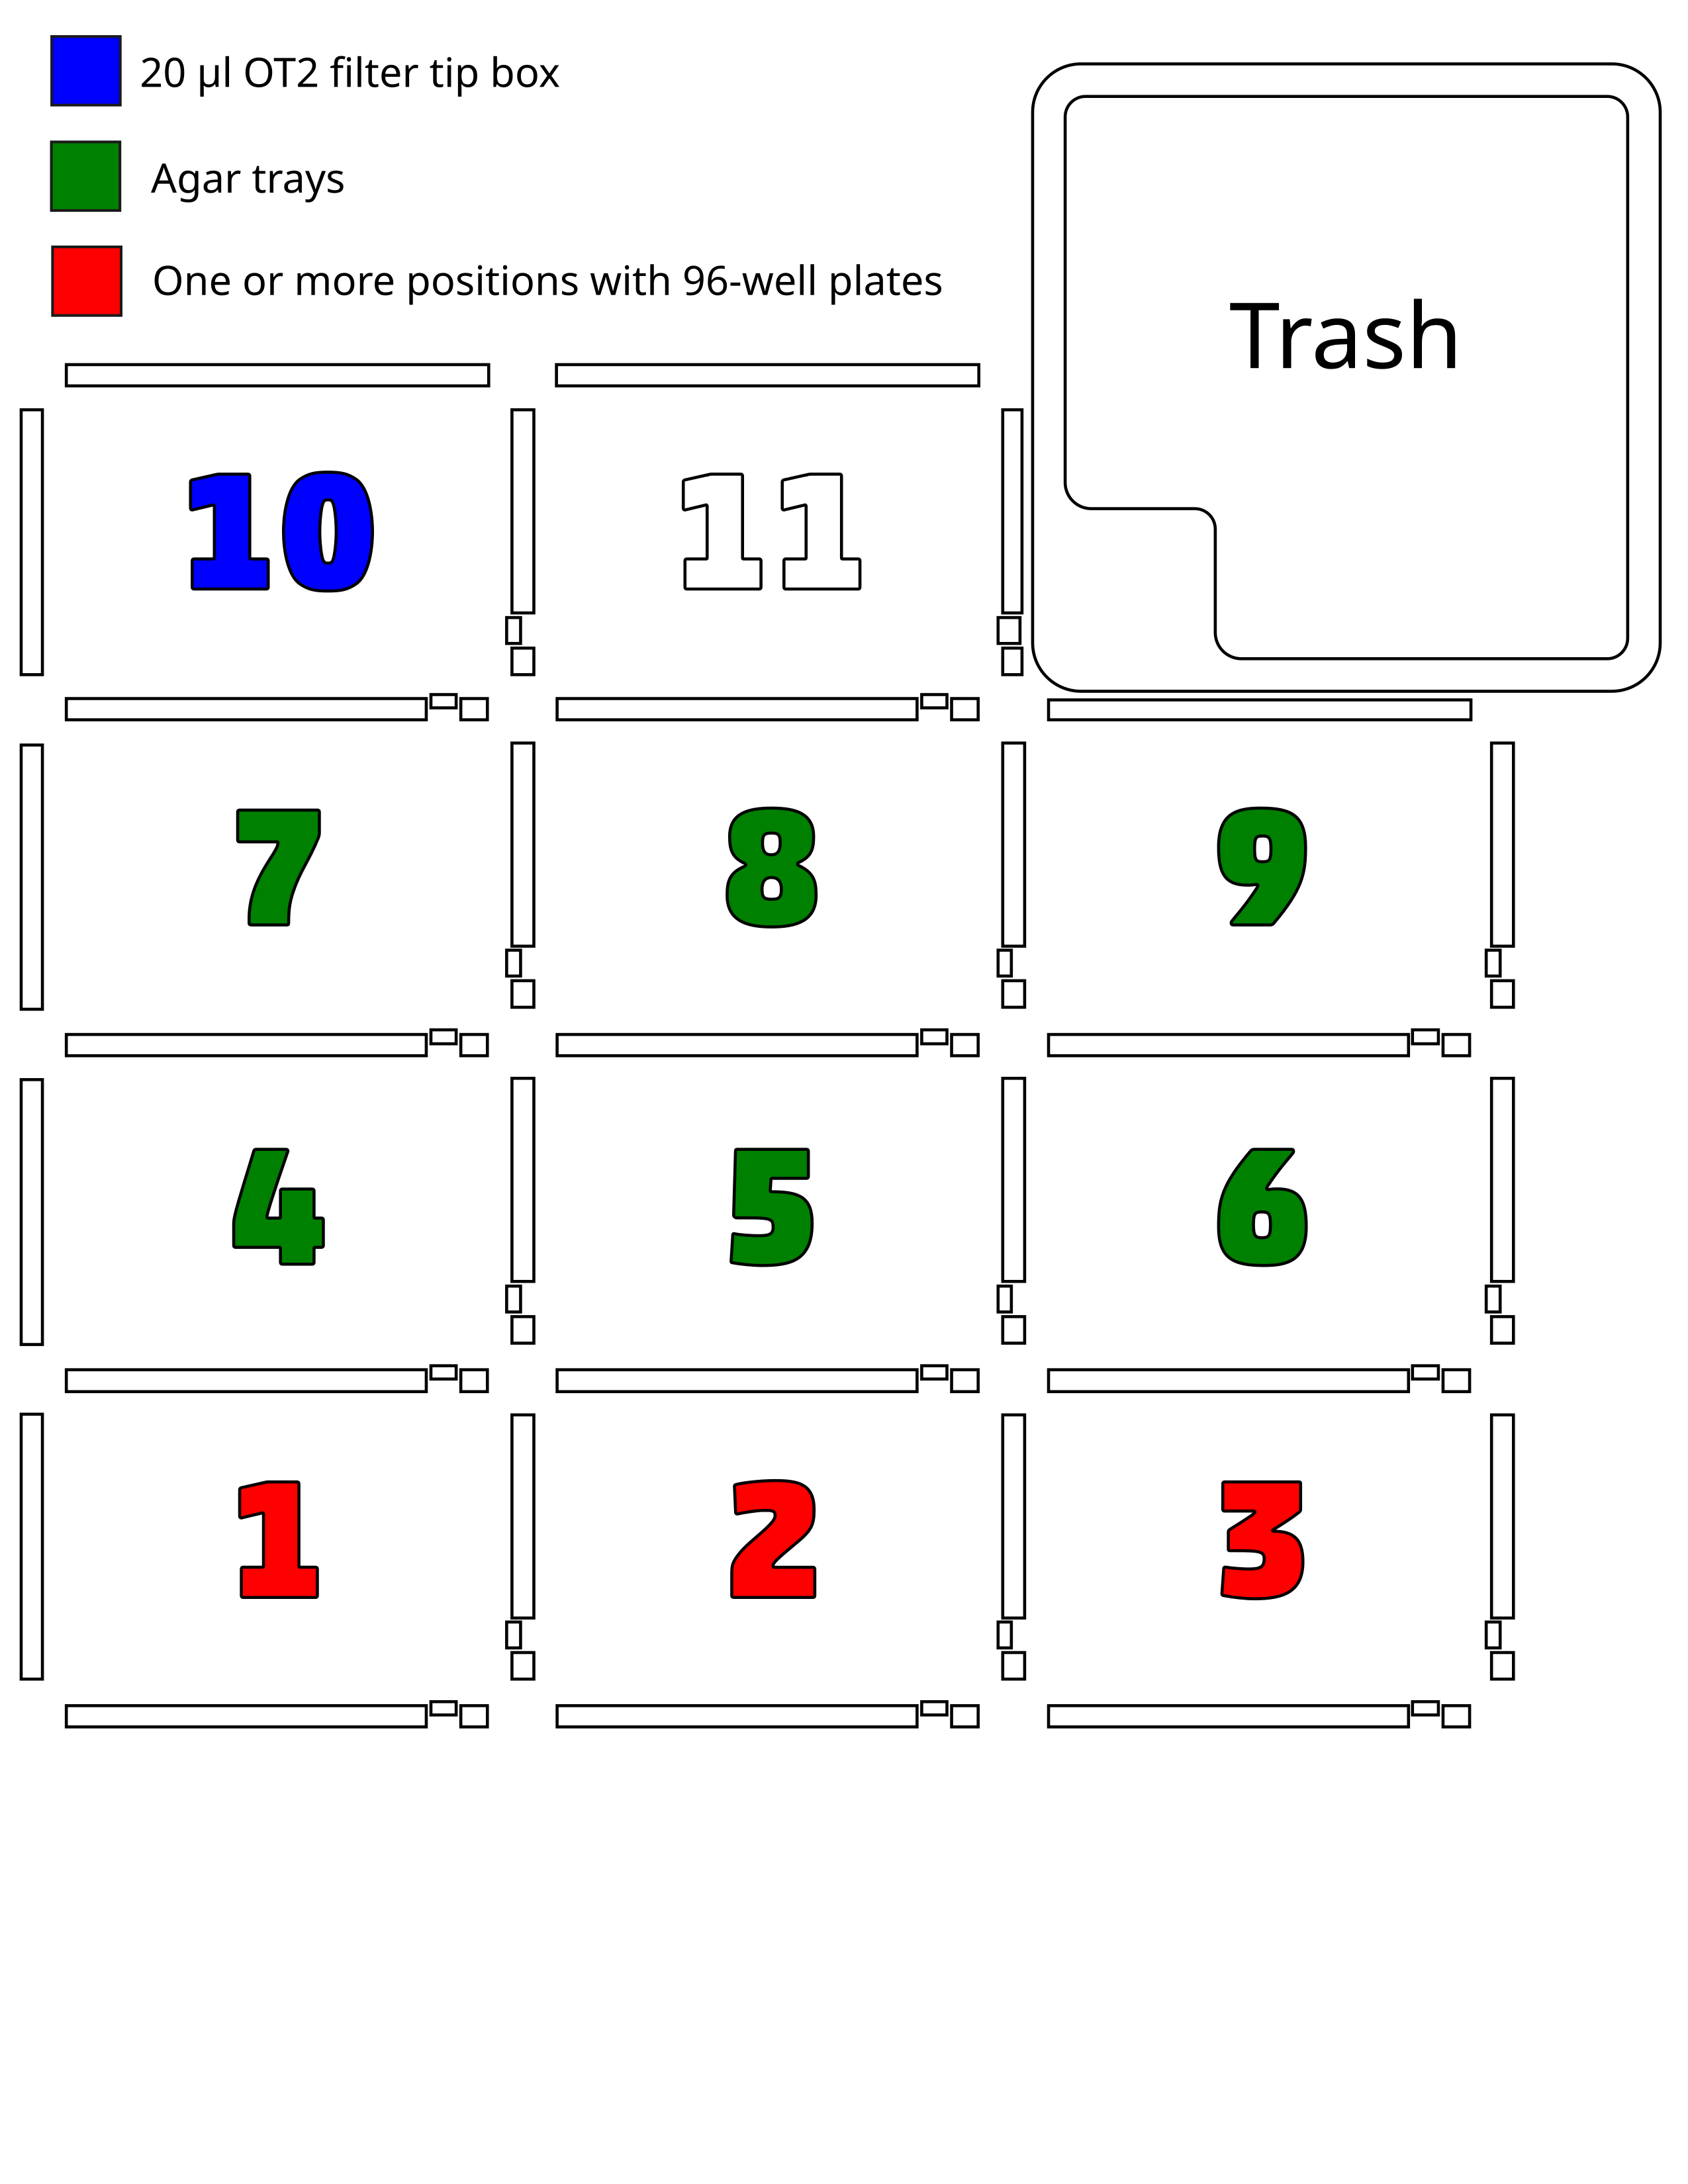 20 µl OT2 filter tip box
Agar trays
One or more positions with 96-well plates
Trash
10 11
7 8 9
4 5 6
1 2 3